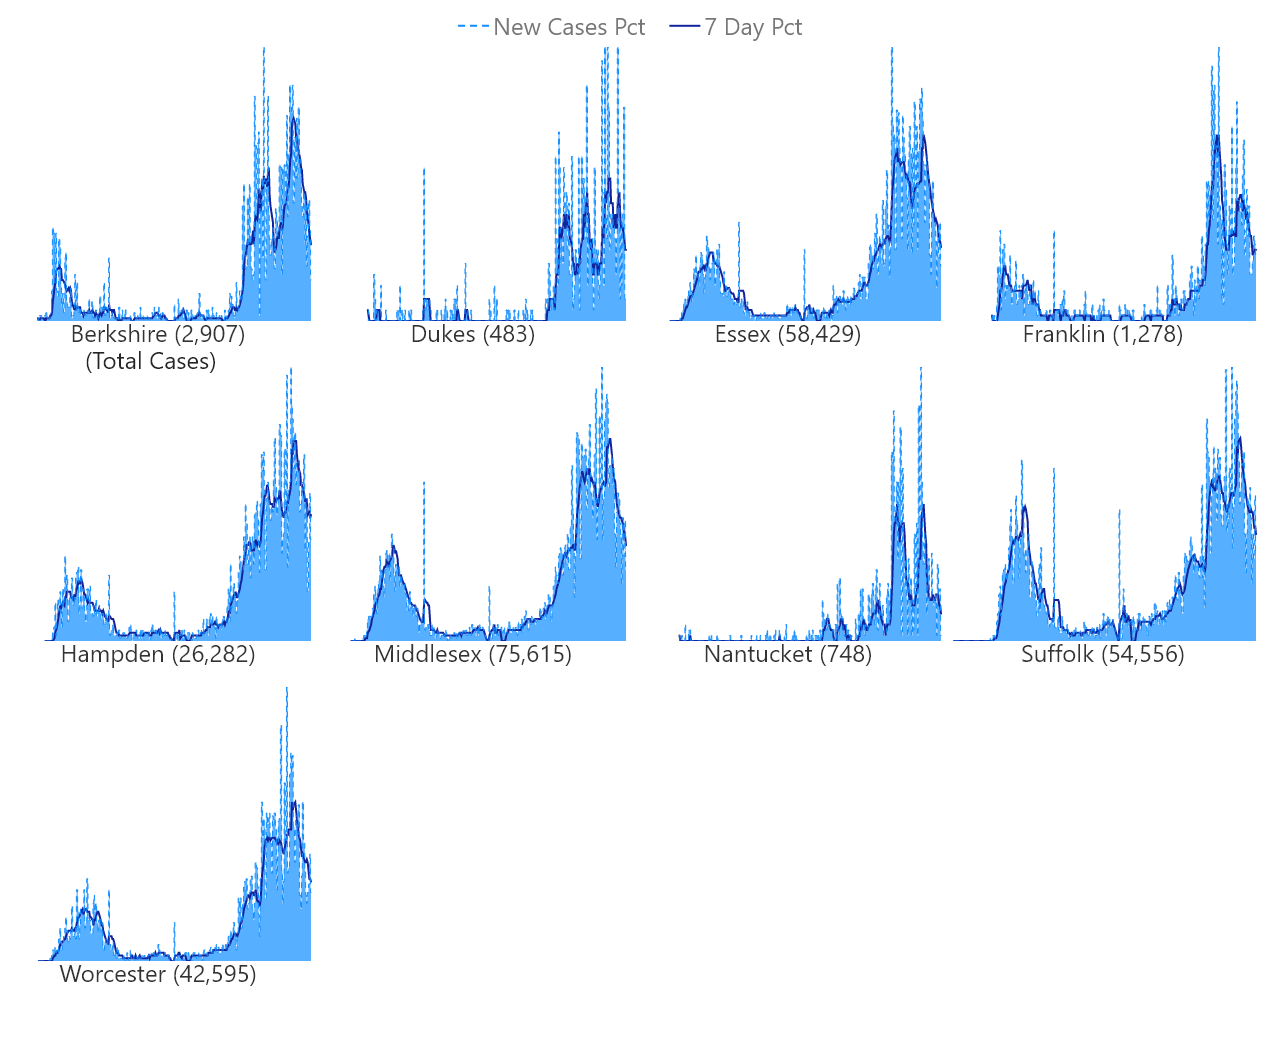 New Cases Pct 7 Day Pct
Berkshire (2,907) Dukes (483) Essex (58,429) Franklin (1,278)
(Total Cases)
Hampden (26,282) Middlesex (75,615) Nantucket (748) Suffolk (54,556)
Worcester (42,595)